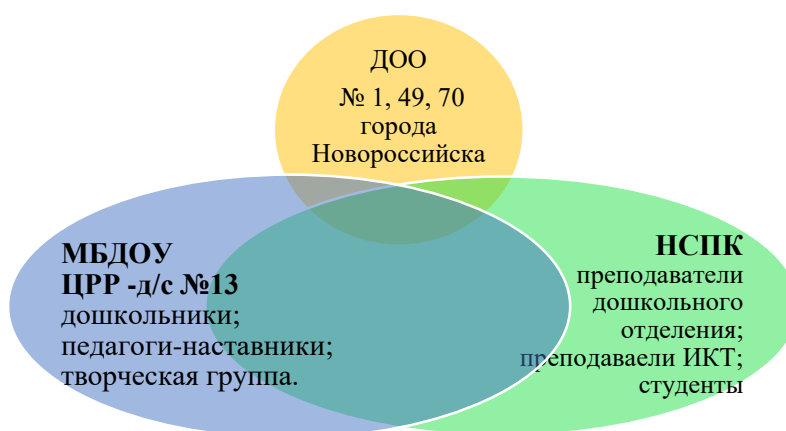 ДОО
№ 1, 49, 70
города
Новороссийска
МБДОУ
ЦРР -д/с №13
дошкольники;
педагоги-наставники;
творческая группа.
НСПК
преподаватели
дошкольного
отделения;
преподаваели ИКТ;
студенты